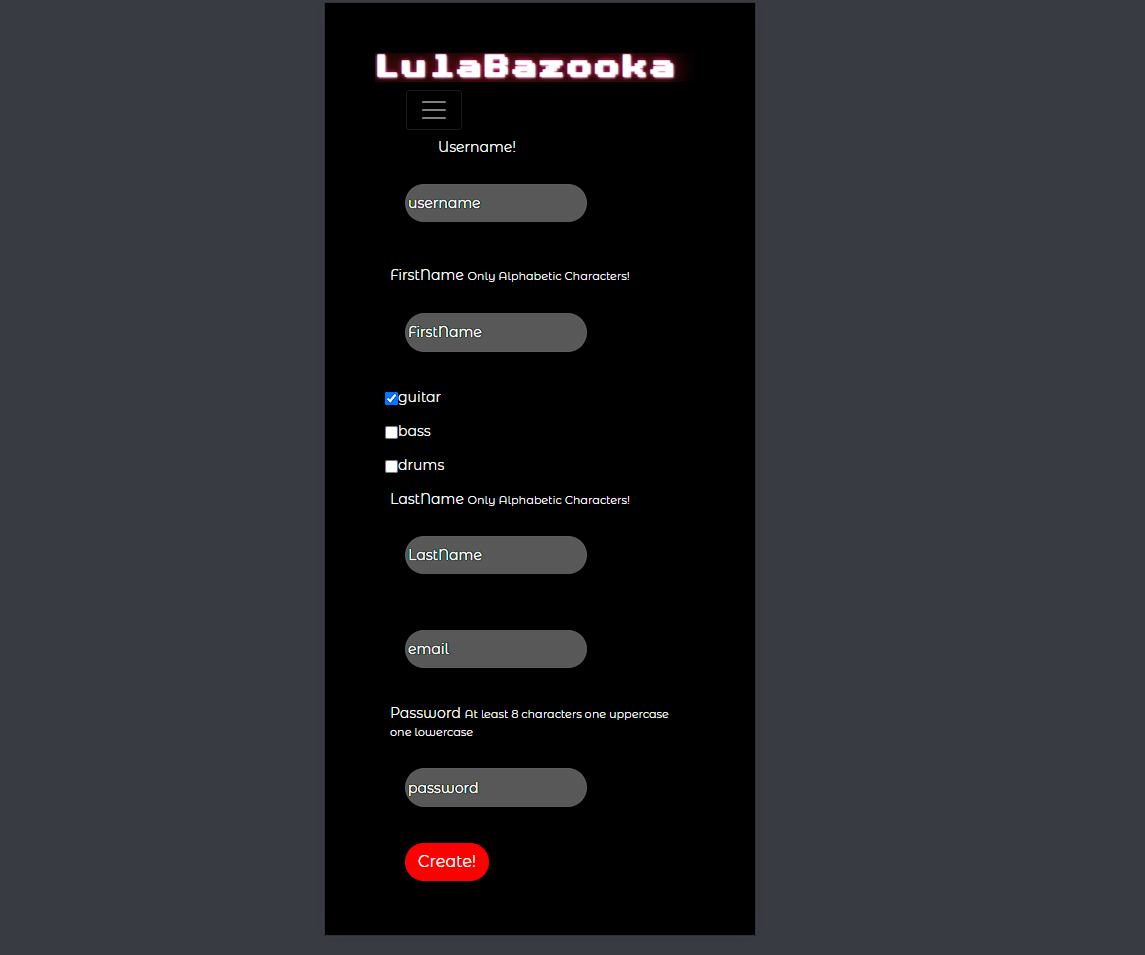 LulaBazooka
Username!
username
FirstName Only Alphabetic Characters!
FirstName
guitar
bass
drums
LastName Only Alphabetic Characters!
LastName
email
Password At least 8 characters one uppercase
one lowercase
password
Create!